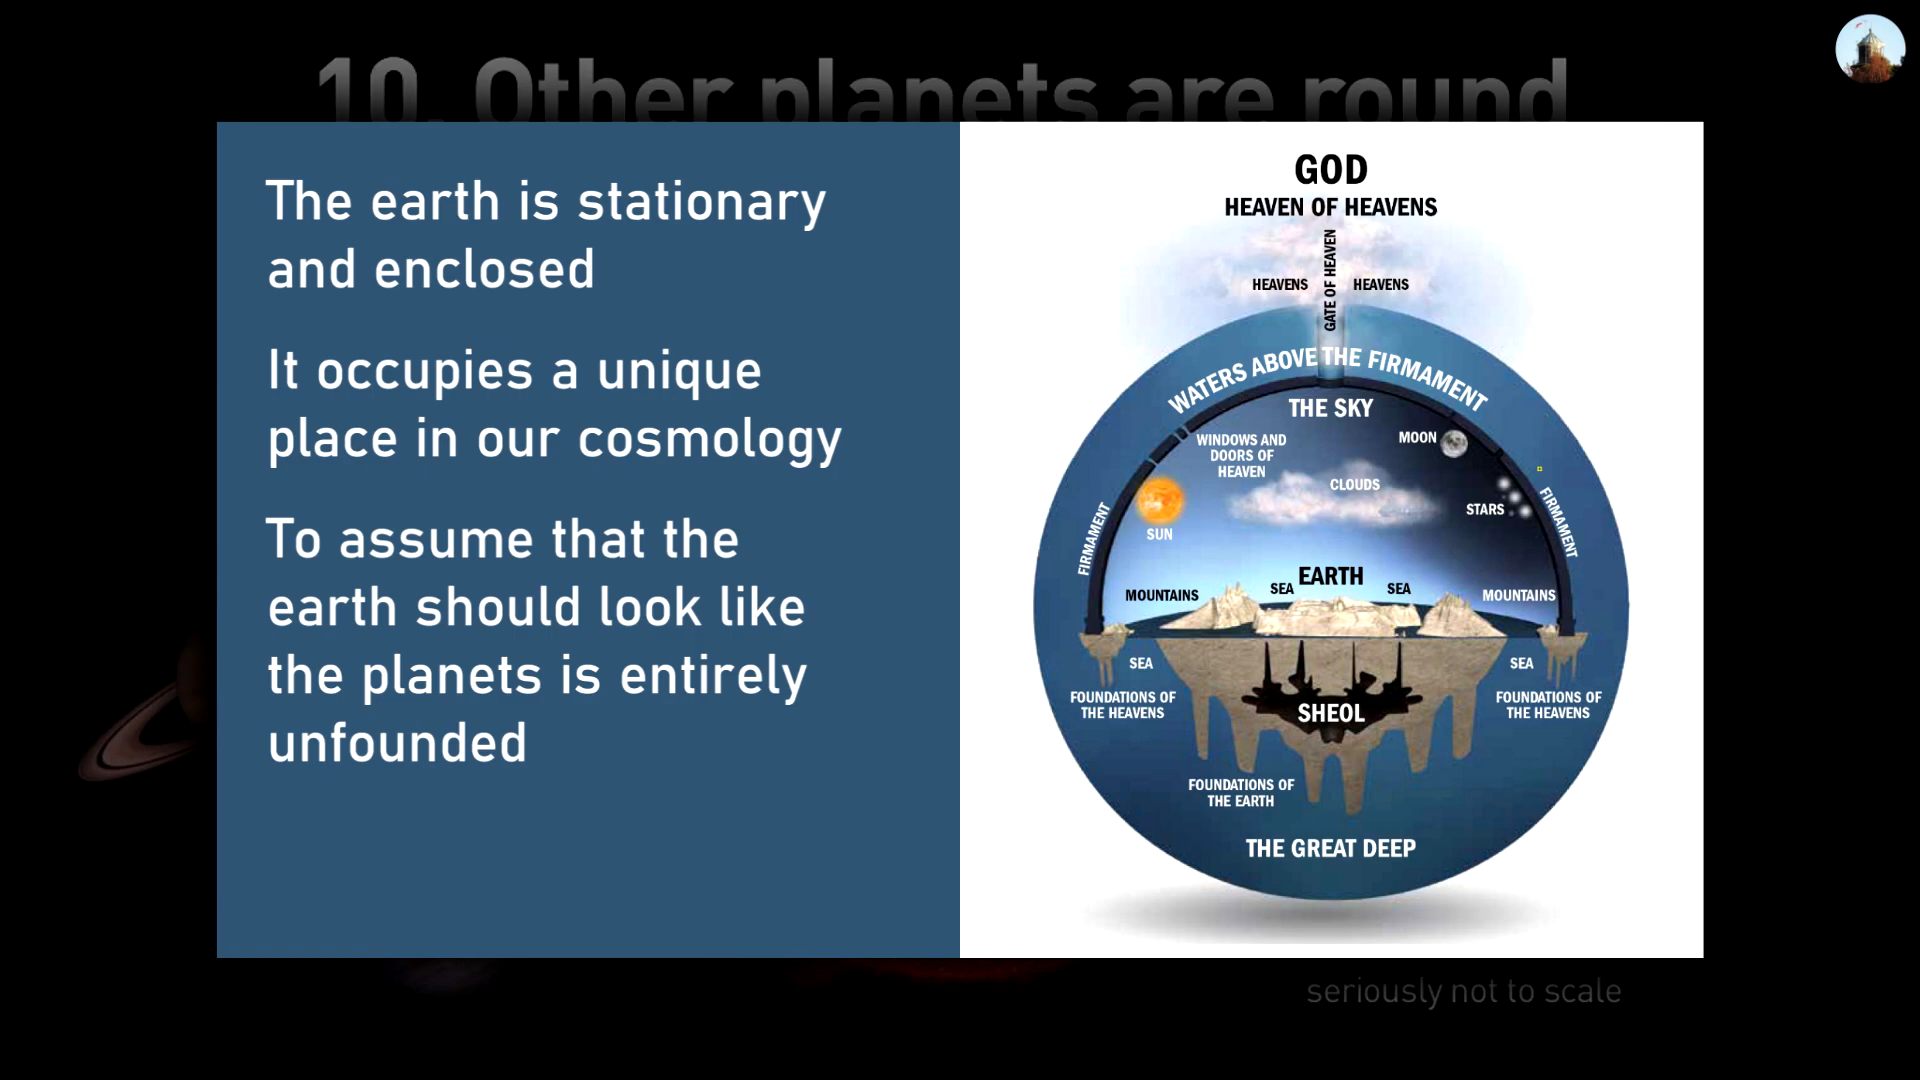 10. Other planets are round
The earth is stationary
and enclosed
It occupies a unique
place in our cosmology
To assume that the
earth should look like
the planets is entirely
unfounded
GOD
HEAVEN OF HEAVENS
HEAVENS
GATE OF HEAVEN
HEAVENS
WATERS ABOVE THE FIRMAMENT
THE SKY
WINDOWS AND
DOORS OF
HEAVEN
MOON
CLOUDS
STARS
SUN
FIRMAMENT
FIRMAMENT
EARTH
MOUNTAINS
SEA
SEA
MOUNTAINS
SEA
SEA
FOUNDATIONS OF
THE HEAVENS
FOUNDATIONS OF
THE HEAVENS
SHEOL
FOUNDATIONS OF
THE EARTH
THE GREAT DEEP
seriously not to scale